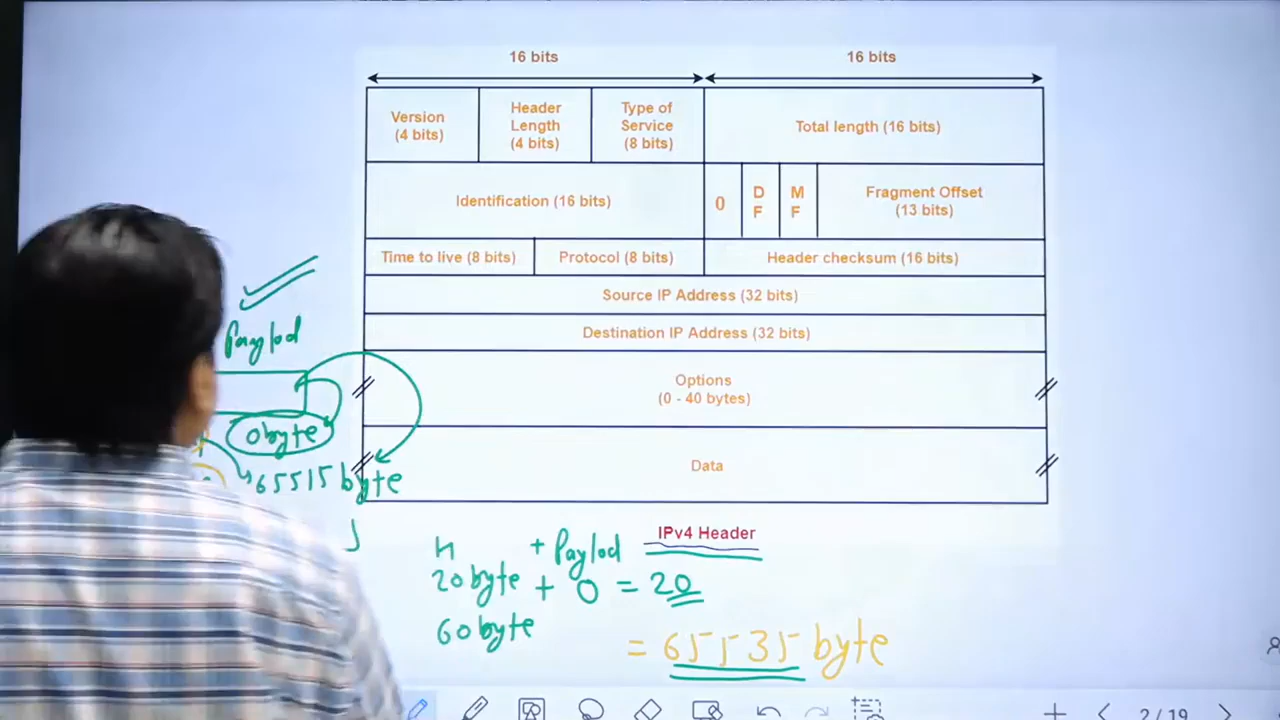 16 bits 16 bits
Version
(4 bits)
Header
Length
(4 bits)
Type of
Service
(8 bits)
Total length (16 bits)
Identification (16 bits)
0
D
F
M
F
Fragment Offset
(13 bits)
Time to live (8 bits)
Protocol (8 bits)
Header checksum (16 bits)
Source IP Address (32 bits)
Destination IP Address (32 bits)
Options
(0 - 40 bytes)
Data
IPv4 Header
Paylod
0byte
65515 byte
H + Paylod
20byte + 0 = 20
60byte
= 65535 byte
2/19